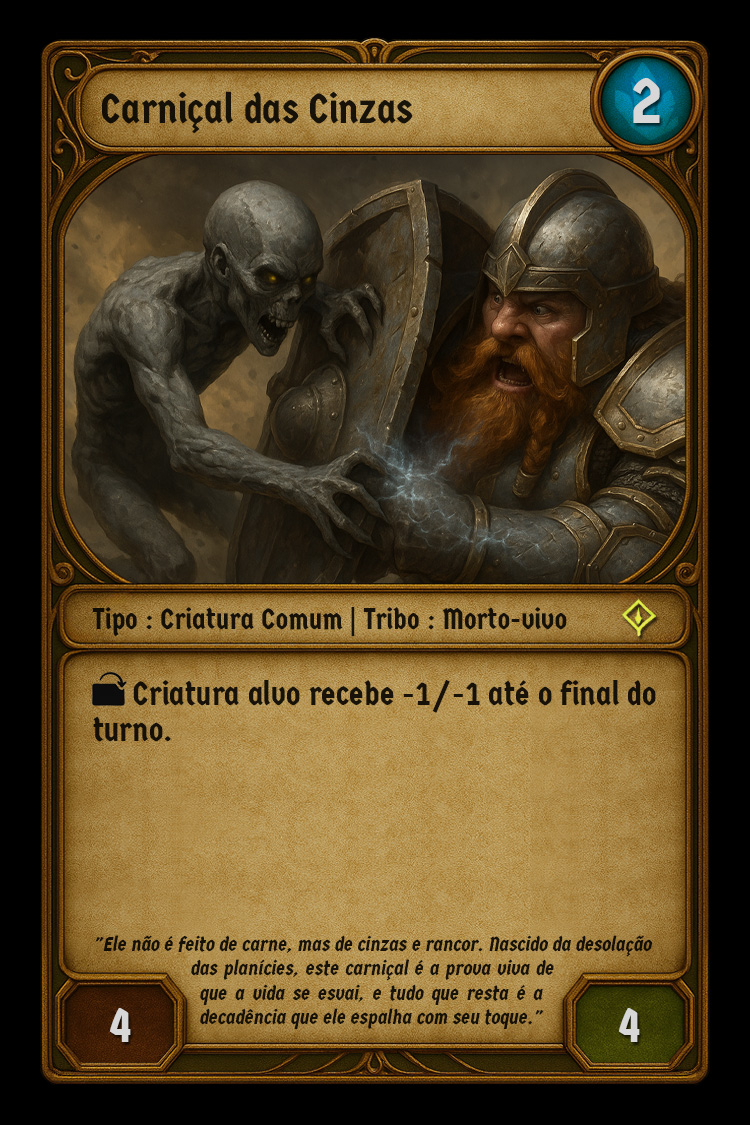 Carniçal das Cinzas
2
Tipo : Criatura Comum | Tribo : Morto-vivo
Criatura alvo recebe -1/-1 até o final do
turno.
"Ele não é feito de carne, mas de cinzas e rancor. Nascido da desolação
das planícies, este carniçal é a prova viva de
que a vida se esvai, e tudo que resta é a
decadência que ele espalha com seu toque."
4
4